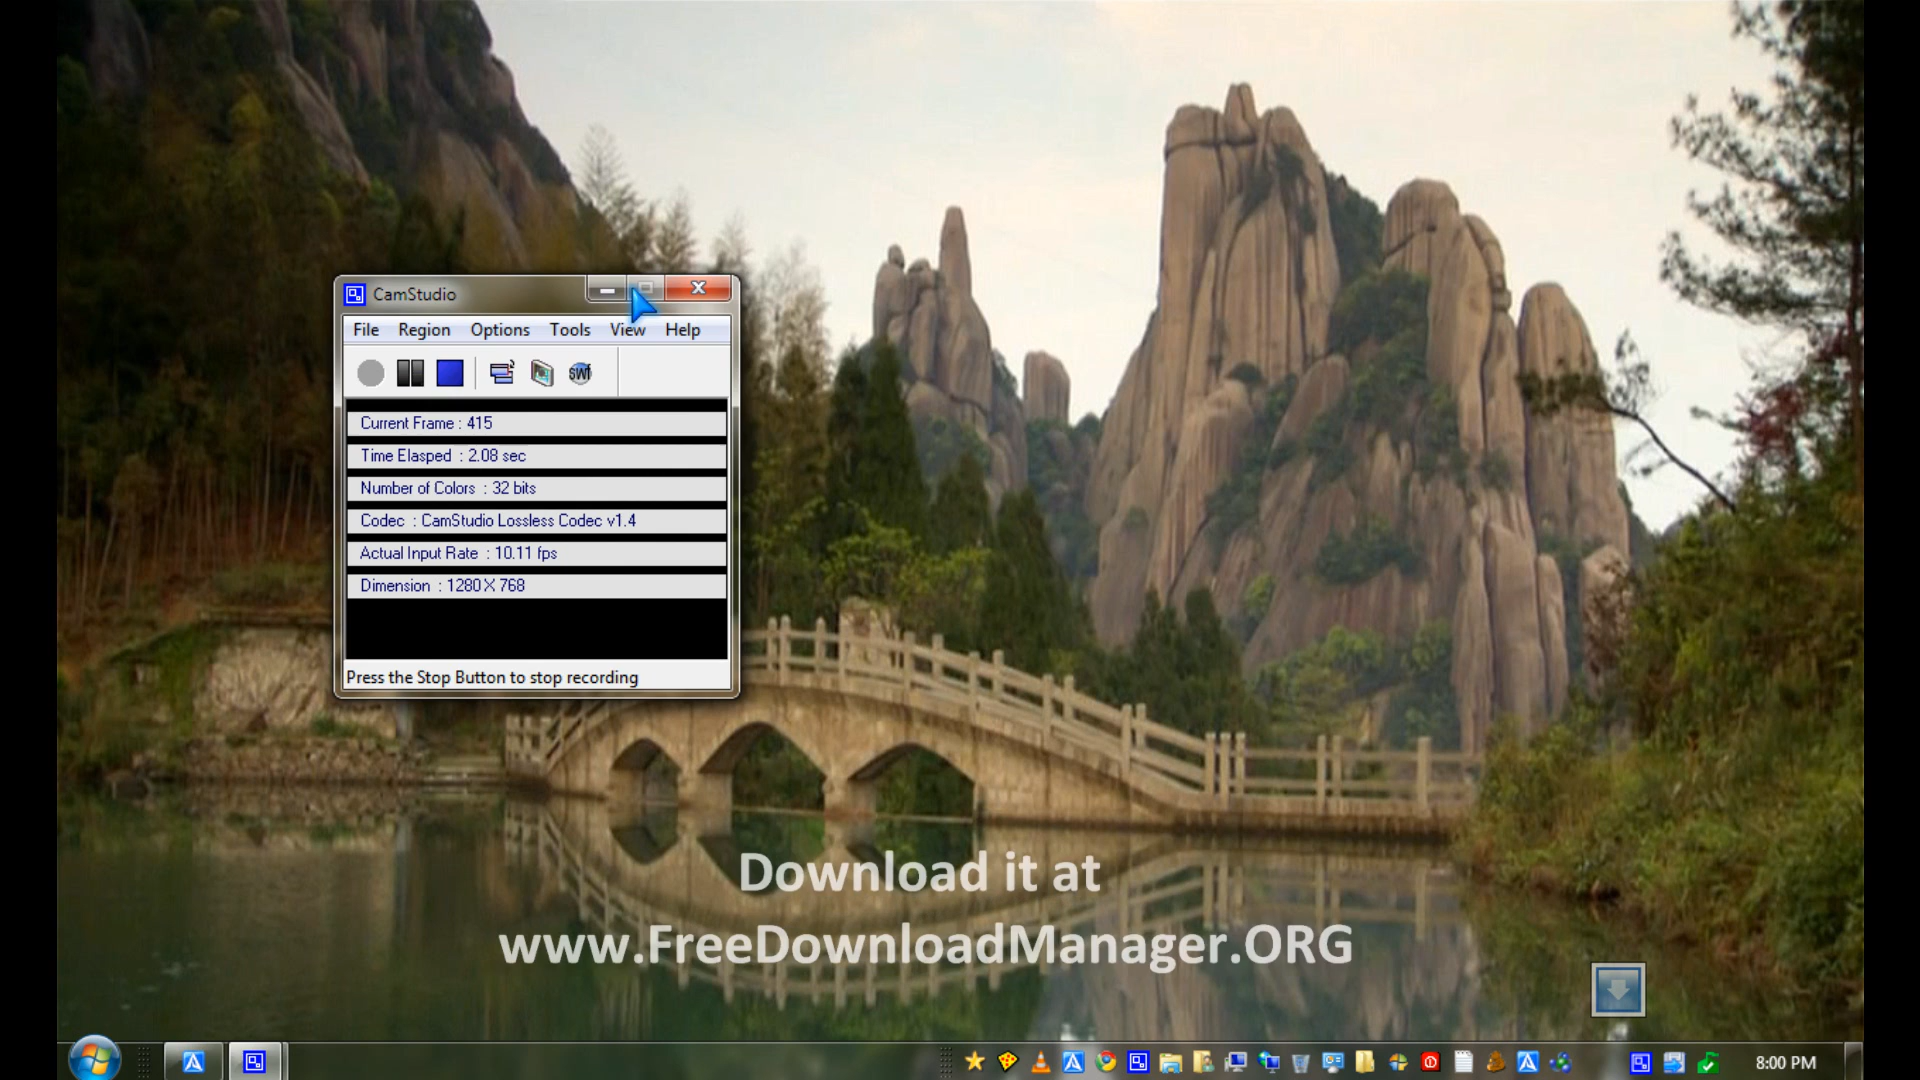 CamStudio
File Region Options Tools View Help
swf
Current Frame : 415
Time Elasped : 2.08 sec
Number of Colors : 32 bits
Codec : CamStudio Lossless Codec v1.4
Actual Input Rate : 10.11 fps
Dimension : 1280 X 768
Press the Stop Button to stop recording
Download it at
www.FreeDownloadManager.ORG
8:00 PM